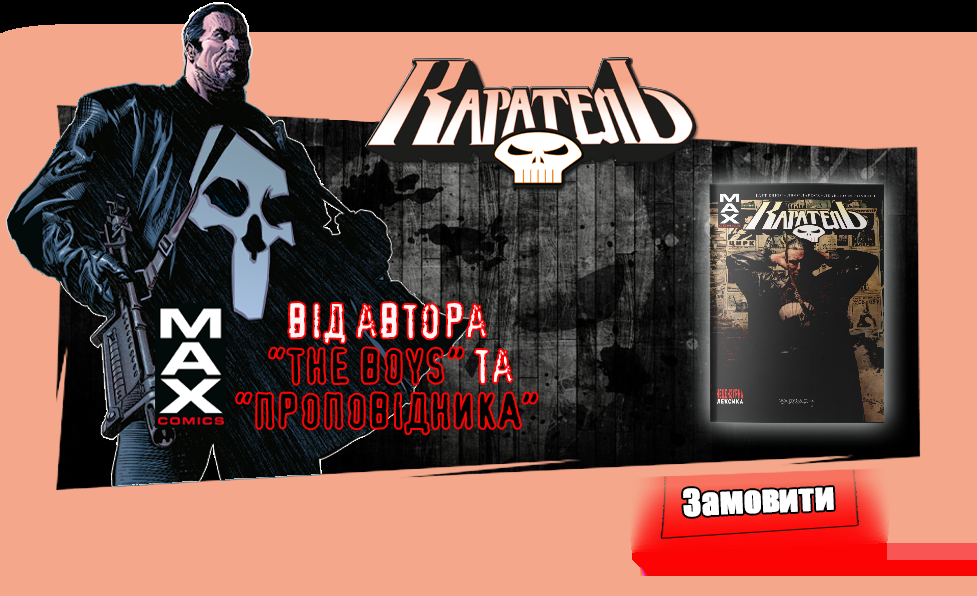 КАРАТЕЛЬ
MAX
COMICS
ВІД АВТОРА
"THE BOYS" ТА
"ПРОПОВІДНИКА"
MAX
КАРАТЕЛЬ
ЛЕКСИКА
Замовити